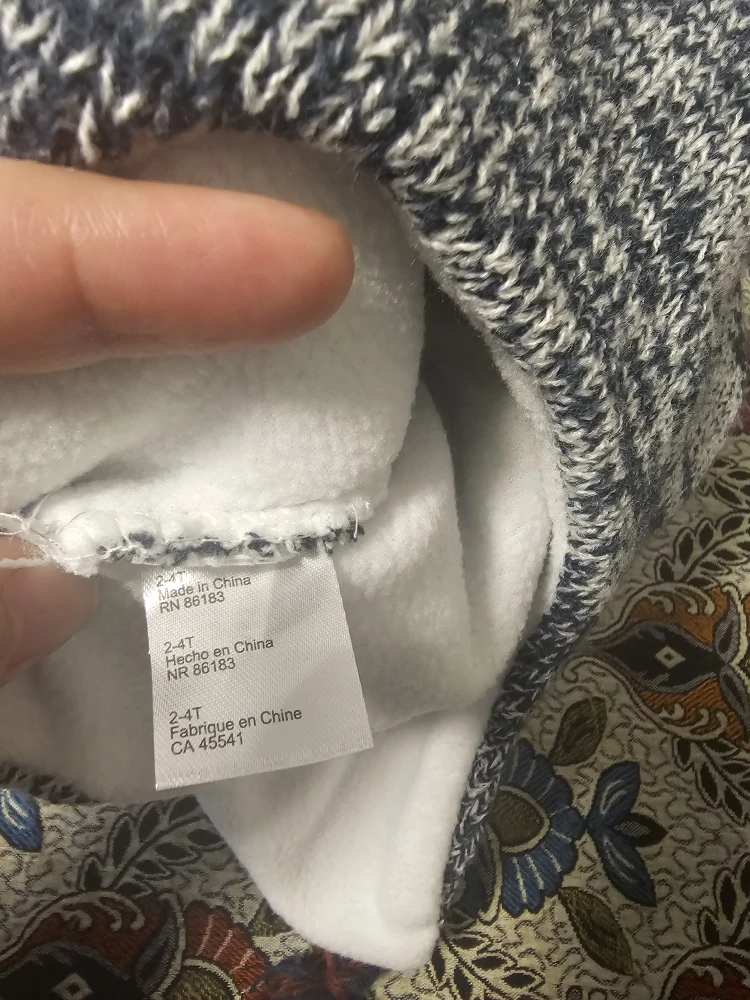 2-4T
Made in China
RN 86183
2-4T
Hecho en China
NR 86183
2-4T
Fabrique en Chine
CA 45541